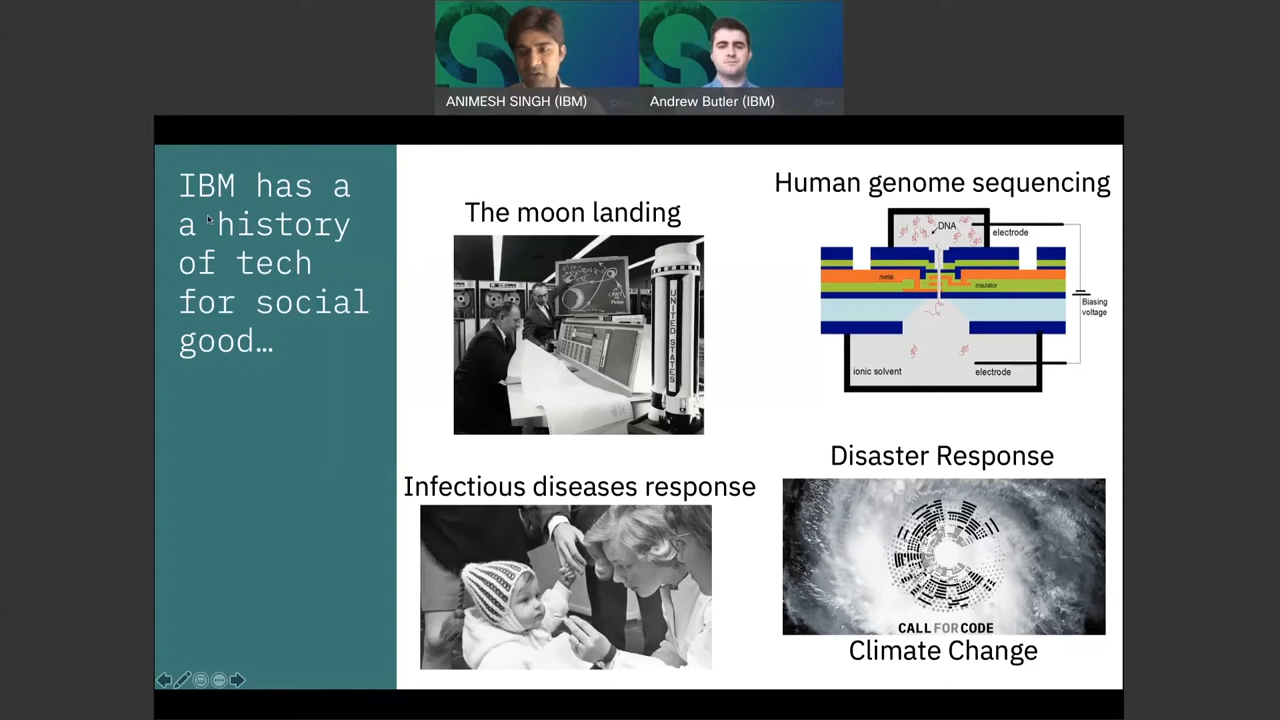 ANIMESH SINGH (IBM)
Andrew Butler (IBM)
IBM has a
a history
of tech
for social
good…
The moon landing
UNITED STATES
Human genome sequencing
DNA
electrode
metal
insulator
Biasing
voltage
ionic solvent
electrode
Infectious diseases response
Disaster Response
CALL FOR CODE
Climate Change